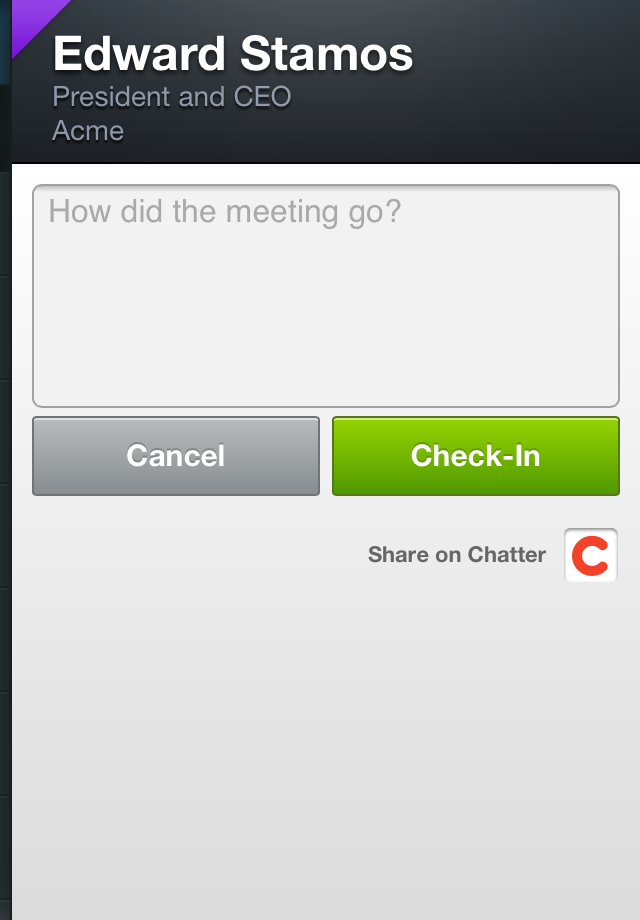 Edward Stamos
President and CEO
Acme
How did the meeting go?
Cancel
Check-In
Share on Chatter
C